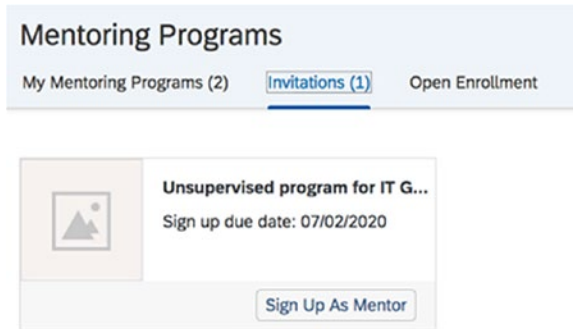 Mentoring Programs
My Mentoring Programs (2) Invitations (1) Open Enrollment
Unsupervised program for IT G...
Sign up due date: 07/02/2020
Sign Up As Mentor